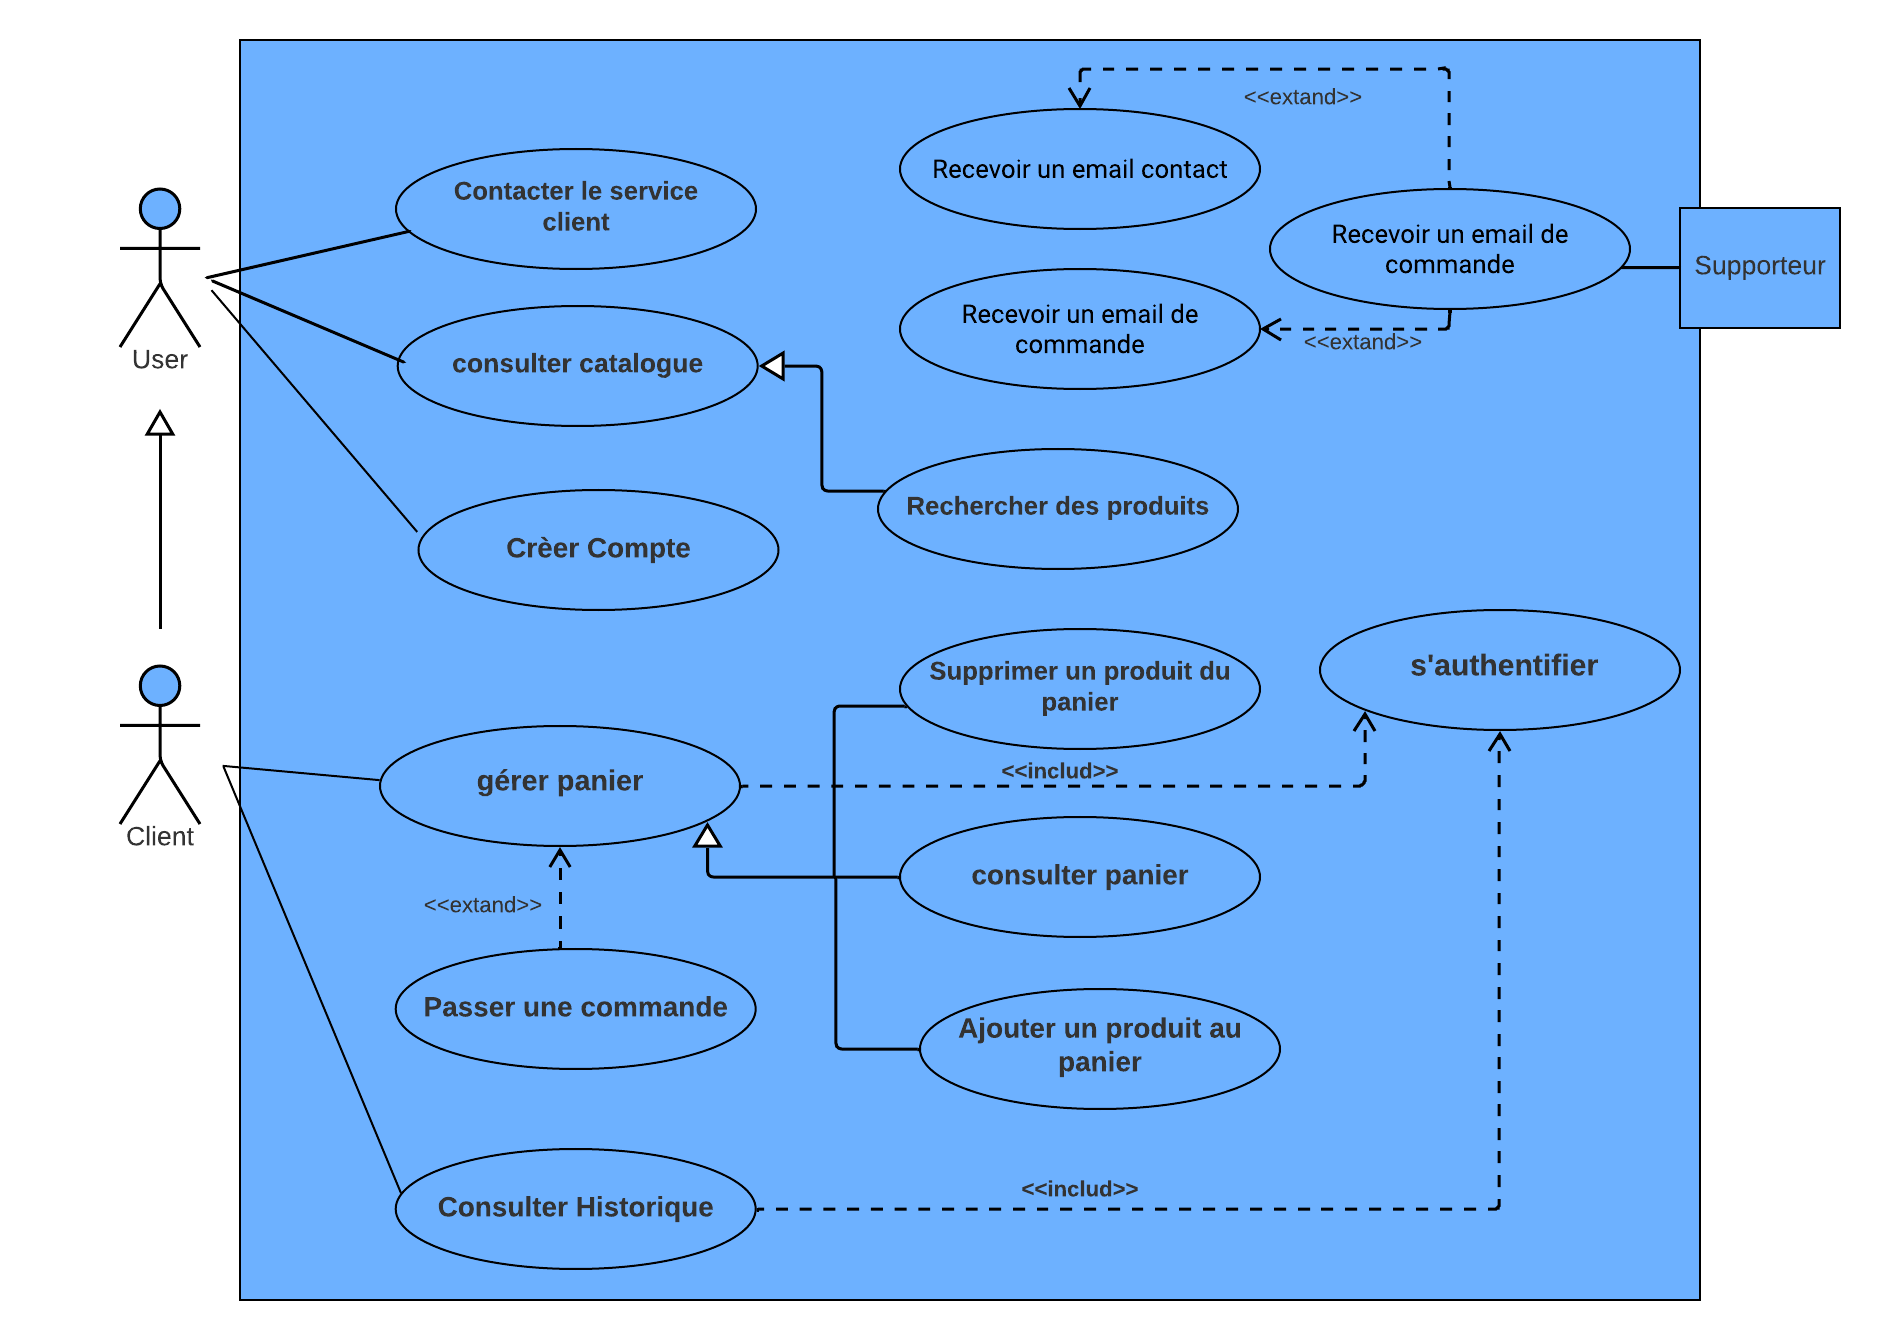 <<extand>>
Recevoir un email contact
Contacter le service
client
Recevoir un email de
commande
Supporteur
Recevoir un email de
commande
<<extand>>
User
consulter catalogue
Rechercher des produits
Crèer Compte
Supprimer un produit du
panier
s'authentifier
<<includ>>
gérer panier
Client
consulter panier
<<extand>>
Passer une commande
Ajouter un produit au
panier
<<includ>>
Consulter Historique